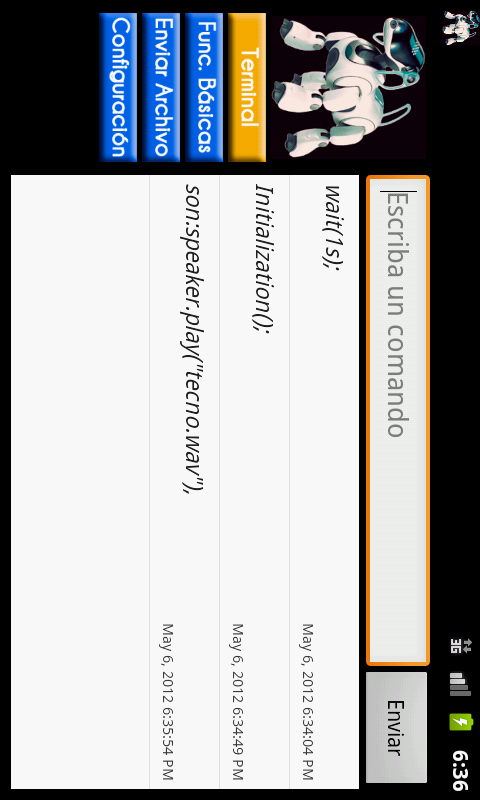 3G 6:36
Escriba un comando
Enviar
Terminal
Func. Básicas
Enviar Archivo
Configuración
wait(1s);
May 6, 2012 6:34:04 PM
Initialization();
May 6, 2012 6:34:49 PM
son:speaker.play("tecno.wav"),
May 6, 2012 6:35:54 PM